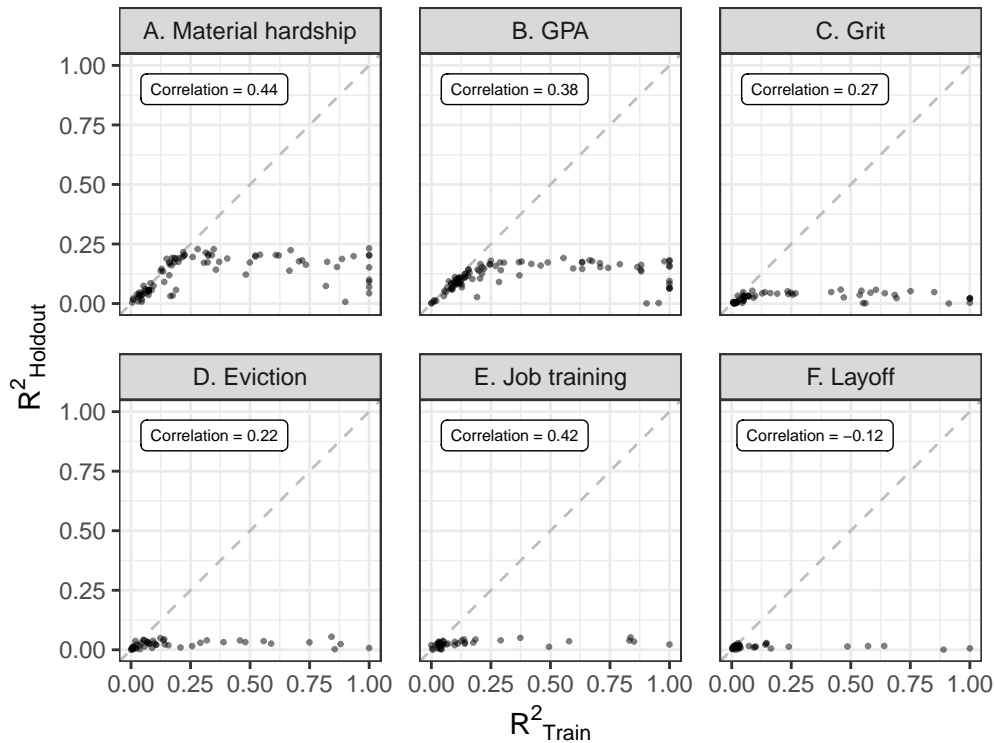 A. Material hardship
B. GPA
C. Grit
1.00
Correlation = 0.44
Correlation = 0.38
Correlation = 0.27
0.75
0.50
0.25
0.00
D. Eviction
E. Job training
F. Layoff
1.00
Correlation = 0.22
Correlation = 0.42
Correlation = −0.12
0.75
0.50
0.25
0.00
0.00 0.25 0.50 0.75 1.00
0.00 0.25 0.50 0.75 1.00
0.00 0.25 0.50 0.75 1.00
R²Holdout
R²Train